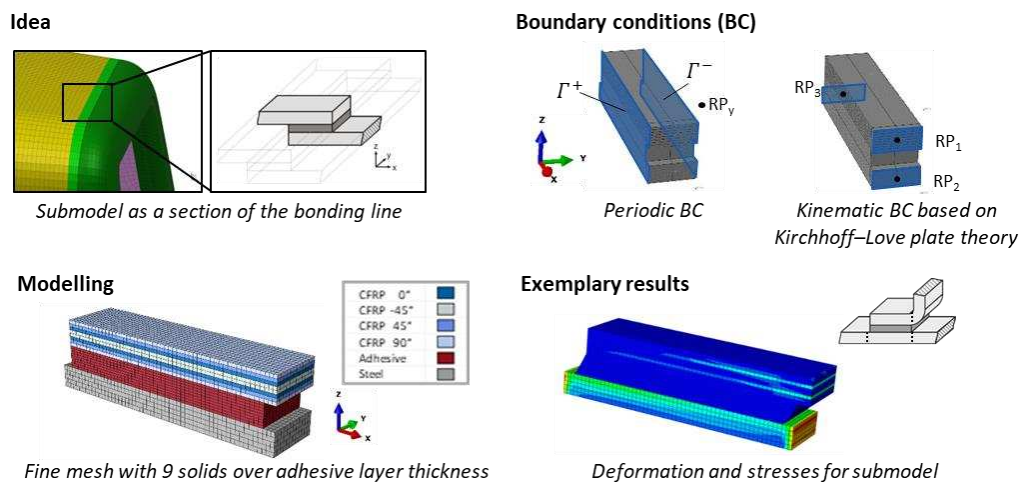 Idea
Z
Y
X
Submodel as a section of the bonding line
Boundary conditions (BC)
Γ⁺
Γ⁻
RPy
Z
Y
X
Periodic BC
RP3
RP1
RP2
Kinematic BC based on
Kirchhoff–Love plate theory
Modelling
CFRP 0°
CFRP -45°
CFRP 45°
CFRP 90°
Adhesive
Steel
Z
Y
X
Fine mesh with 9 solids over adhesive layer thickness
Exemplary results
Deformation and stresses for submodel